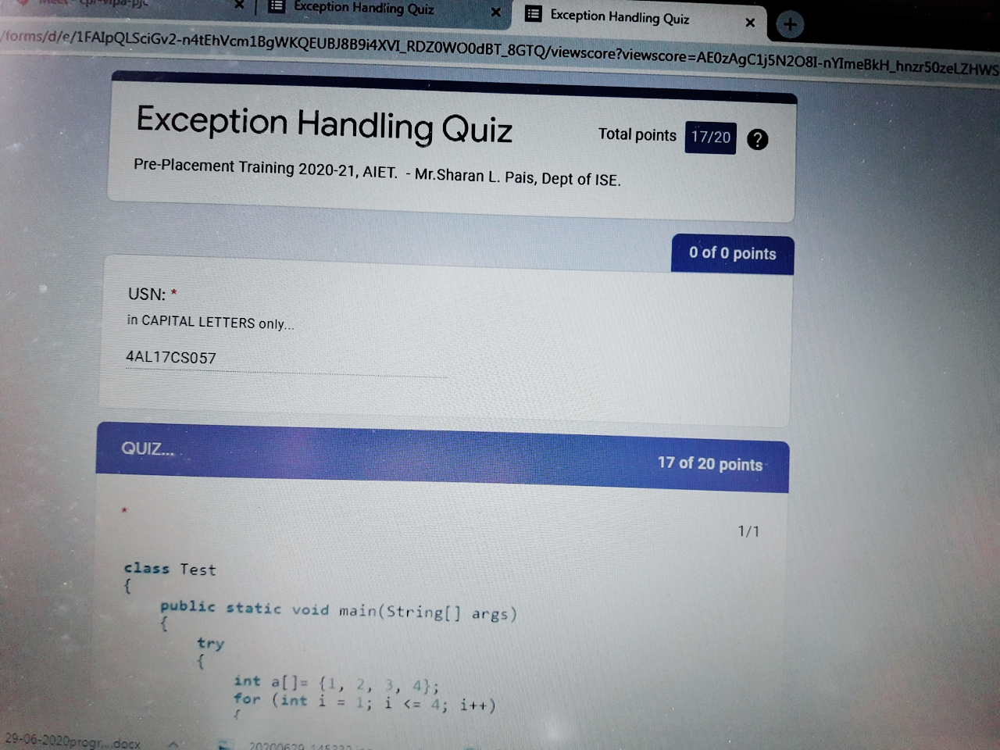 Exception Handling Quiz
Exception Handling Quiz
/forms/d/e/1FAIpQLSciGv2-n4tEhVcm1BgWKQEUBJ8B9i4XVI_RDZ0WO0dBT_8GTQ/viewscore?viewscore=AE0zAgC1j5N2O8I-nYImeBkH_hnzr50zeLZHWS
Exception Handling Quiz
Total points 17/20 ?
Pre-Placement Training 2020-21, AIET. - Mr.Sharan L. Pais, Dept of ISE.
0 of 0 points
USN: *
in CAPITAL LETTERS only...
4AL17CS057
QUIZ...
17 of 20 points
*
1/1
class Test
{
public static void main(String[] args)
{
try
{
int a[]= {1, 2, 3, 4};
for (int i = 1; i <= 4; i++)
{
29-06-2020progr....docx